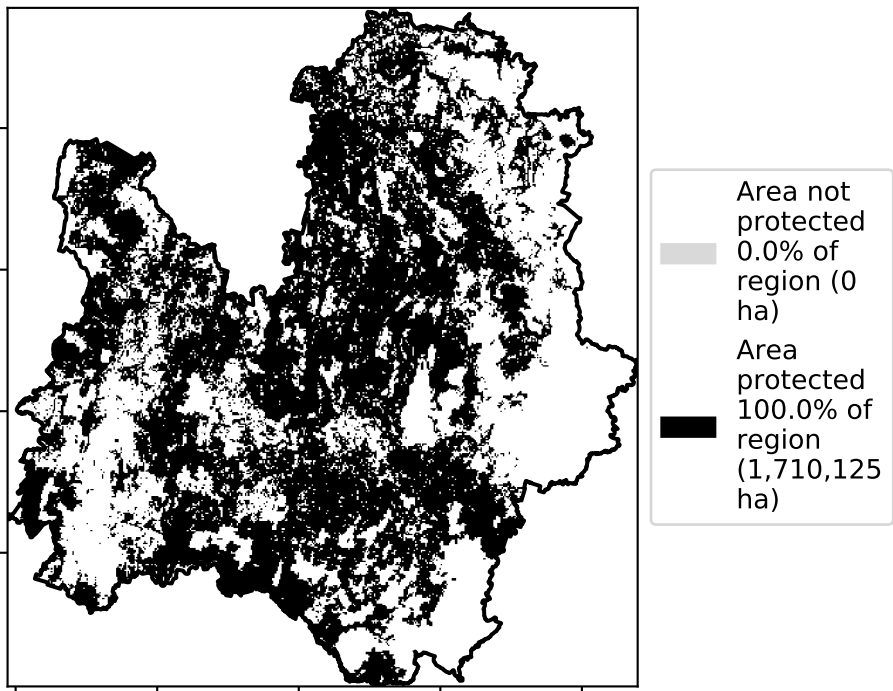 Area not
protected
0.0% of
region (0
ha)
Area
protected
100.0% of
region
(1,710,125
ha)